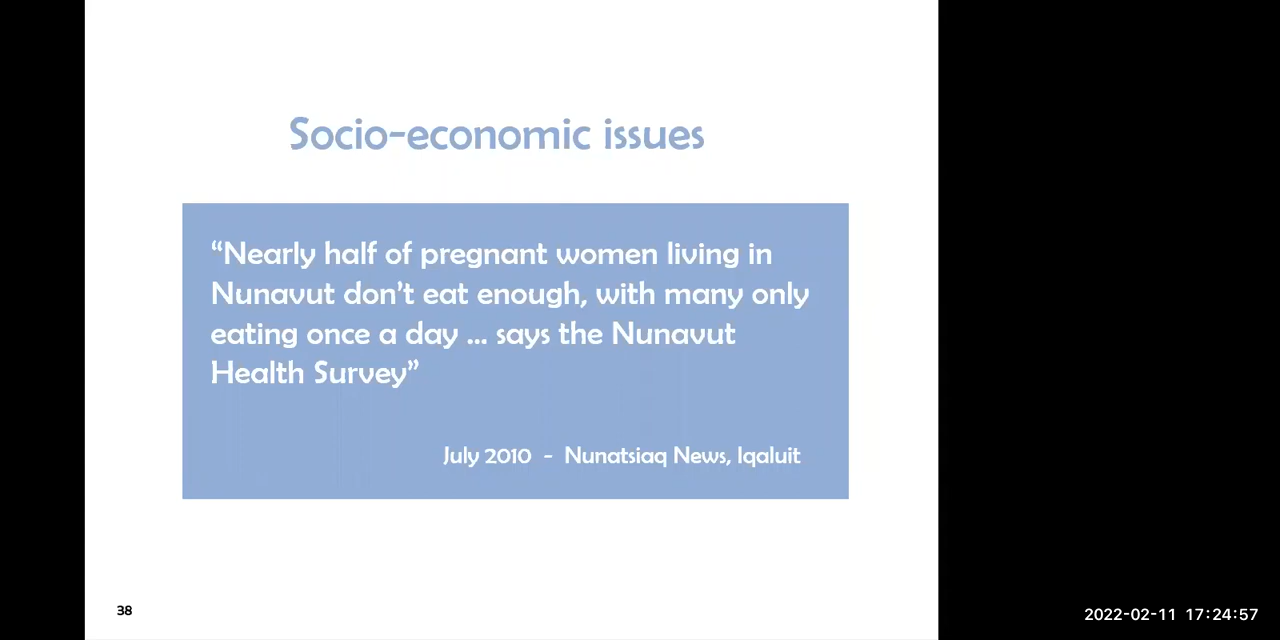 Socio-economic issues
“Nearly half of pregnant women living in
Nunavut don’t eat enough, with many only
eating once a day ... says the Nunavut
Health Survey”
July 2010 - Nunatsiaq News, Iqaluit
38
2022-02-11 17:24:57